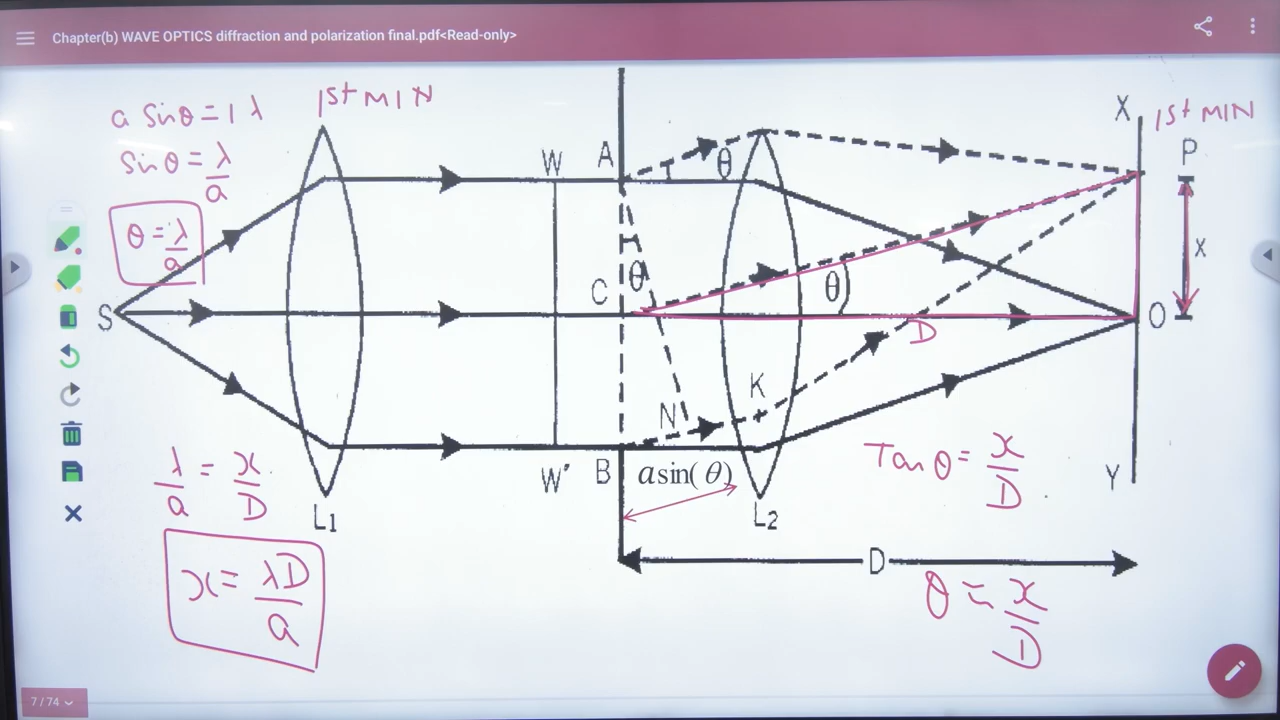 Chapter(b) WAVE OPTICS diffraction and polarization final.pdf<Read-only>
a Sinθ = 1 λ
Sinθ = λ/a
θ = λ/a
1st MIN
S
L1
W
W'
A
θ
θ
C
B
N
K
a sin(θ)
L2
θ
D
X
1st MIN
P
x
O
Y
Tan θ = x/D
D
θ ≈ x/D
λ/a = x/D
x = λD/a
7 / 74